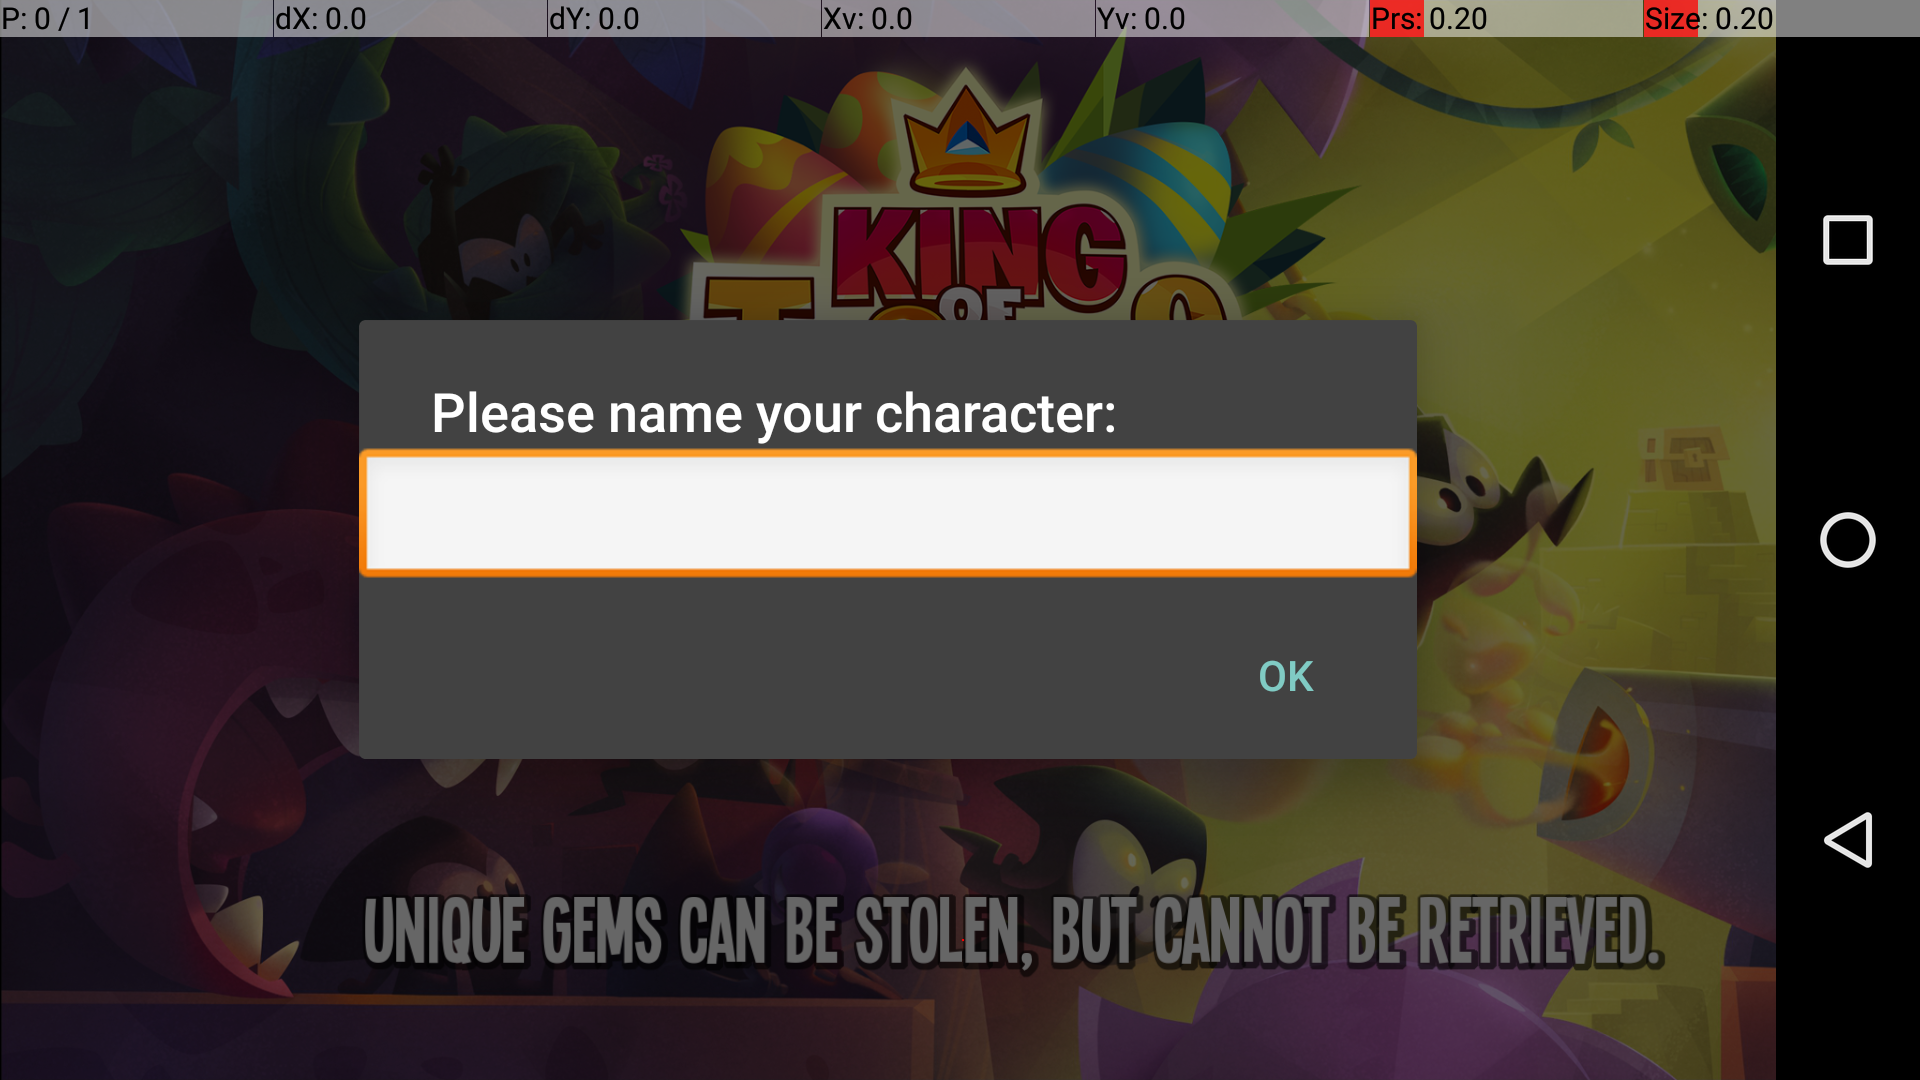 P: 0 / 1 dX: 0.0 dY: 0.0 Xv: 0.0 Yv: 0.0 Prs: 0.20 Size: 0.20
KING
OF
Please name your character:
OK
UNIQUE GEMS CAN BE STOLEN, BUT CANNOT BE RETRIEVED.